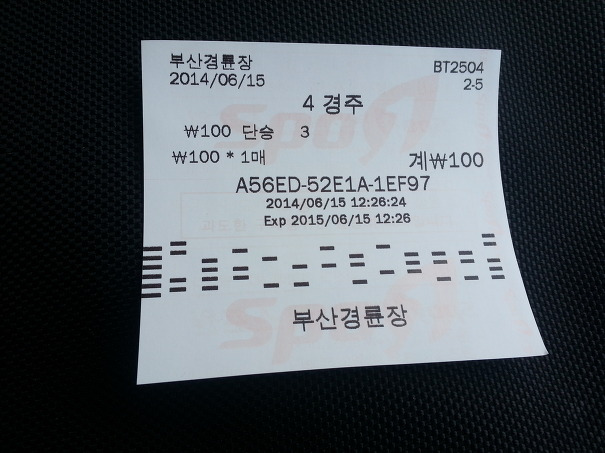 부산경륜장
BT2504
2014/06/15
2-5
4 경주
₩100 단승 3
₩100 * 1매
계₩100
A56ED-52E1A-1EF97
2014/06/15 12:26:24
Exp 2015/06/15 12:26
부산경륜장